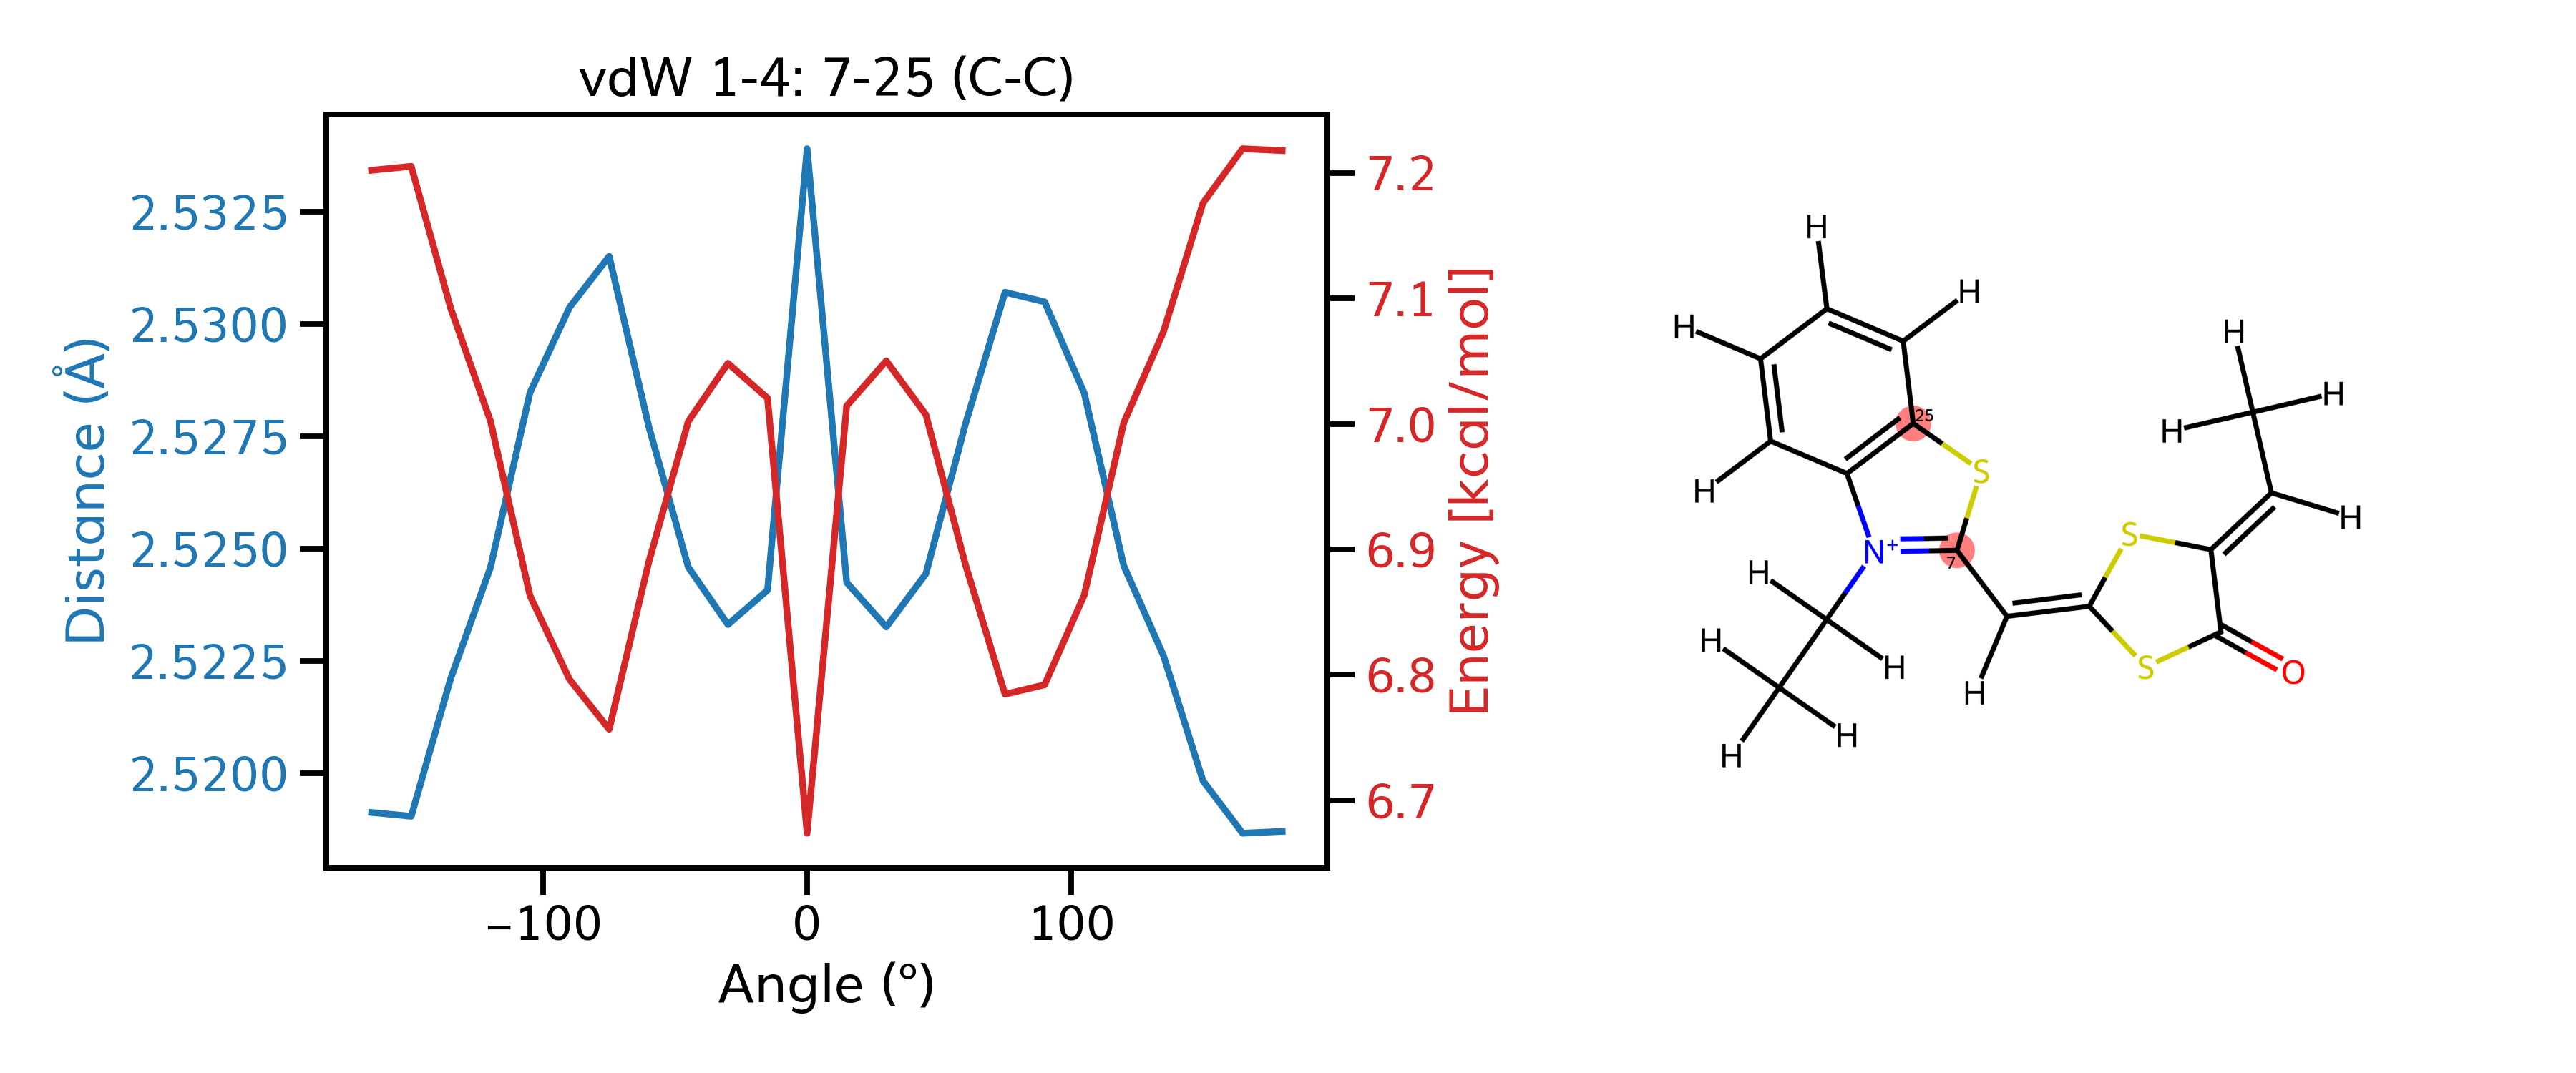 vdW 1-4: 7-25 (C-C)
2.5325
2.5300
2.5275
2.5250
2.5225
2.5200
Distance (Å)
7.2
7.1
7.0
6.9
6.8
6.7
Energy [kcal/mol]
−100
0
100
Angle (°)
H
H
H
H
H
H
25
S
H
H
S
H
N+
7
H
H
H
S
O
H
H
H
H